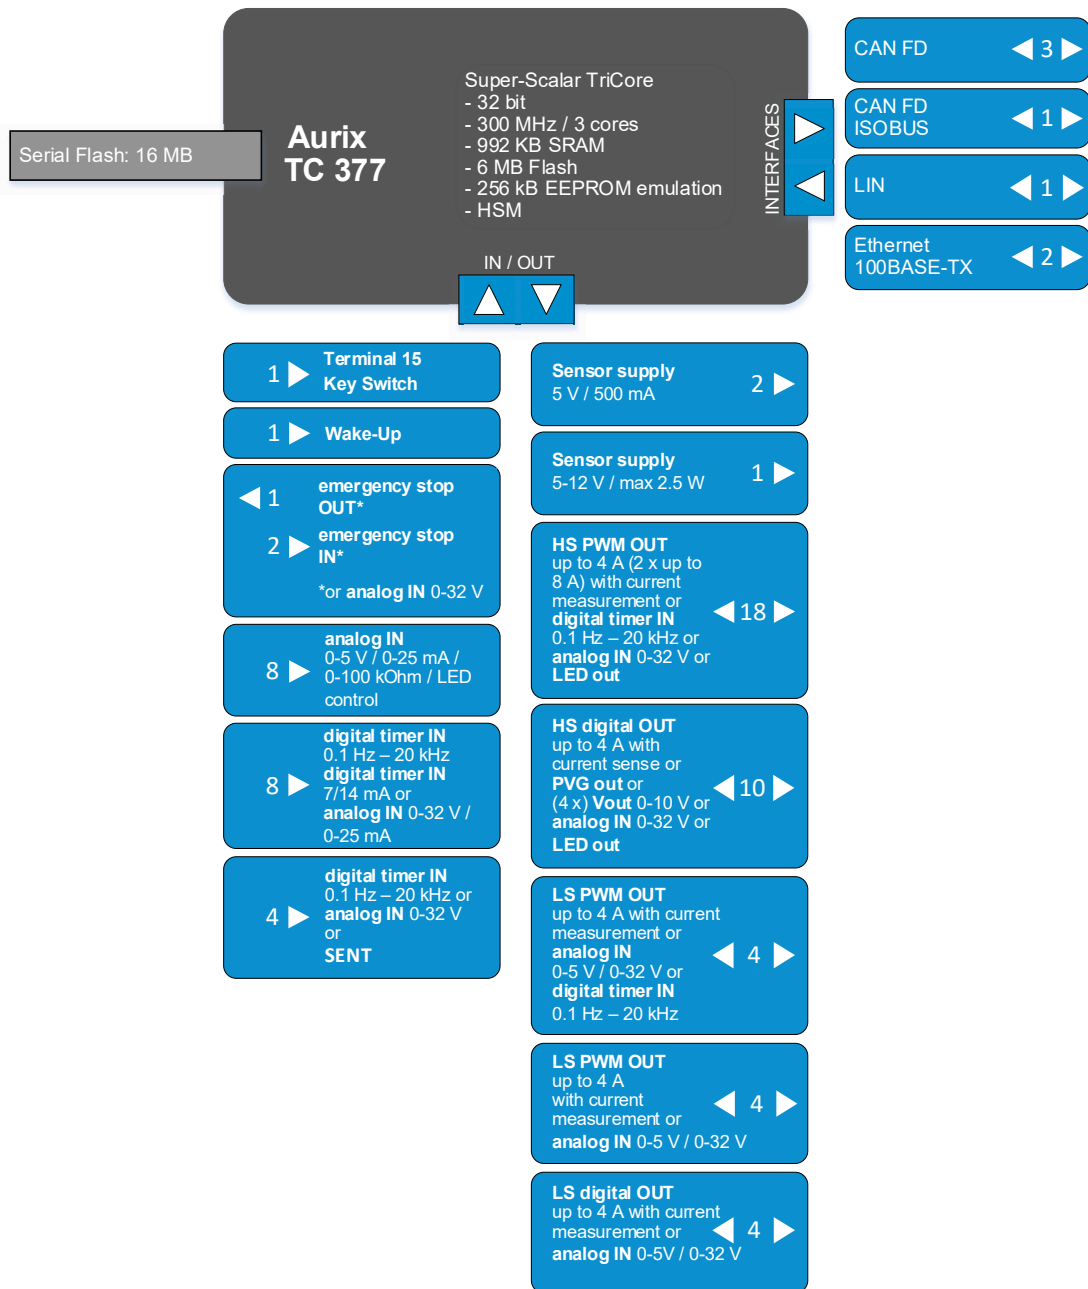 Serial Flash: 16 MB
Aurix
TC 377
Super-Scalar TriCore
- 32 bit
- 300 MHz / 3 cores
- 992 KB SRAM
- 6 MB Flash
- 256 kB EEPROM emulation
- HSM
INTERFACES
IN / OUT
CAN FD
3
CAN FD
ISOBUS
1
LIN
1
Ethernet
100BASE-TX
2
1
Terminal 15
Key Switch
1
Wake-Up
1
emergency stop
OUT*
2
emergency stop
IN*
*or analog IN 0-32 V
8
analog IN
0-5 V / 0-25 mA /
0-100 kOhm / LED
control
8
digital timer IN
0.1 Hz – 20 kHz
digital timer IN
7/14 mA or
analog IN 0-32 V /
0-25 mA
4
digital timer IN
0.1 Hz – 20 kHz or
analog IN 0-32 V
or
SENT
Sensor supply
5 V / 500 mA
2
Sensor supply
5-12 V / max 2.5 W
1
HS PWM OUT
up to 4 A (2 x up to
8 A) with current
measurement or
digital timer IN
0.1 Hz – 20 kHz or
analog IN 0-32 V or
LED out
18
HS digital OUT
up to 4 A with
current sense or
PVG out or
(4 x) Vout 0-10 V or
analog IN 0-32 V or
LED out
10
LS PWM OUT
up to 4 A with current
measurement or
analog IN
0-5 V / 0-32 V or
digital timer IN
0.1 Hz – 20 kHz
4
LS PWM OUT
up to 4 A
with current
measurement or
analog IN 0-5 V / 0-32 V
4
LS digital OUT
up to 4 A with current
measurement or
analog IN 0-5V / 0-32 V
4